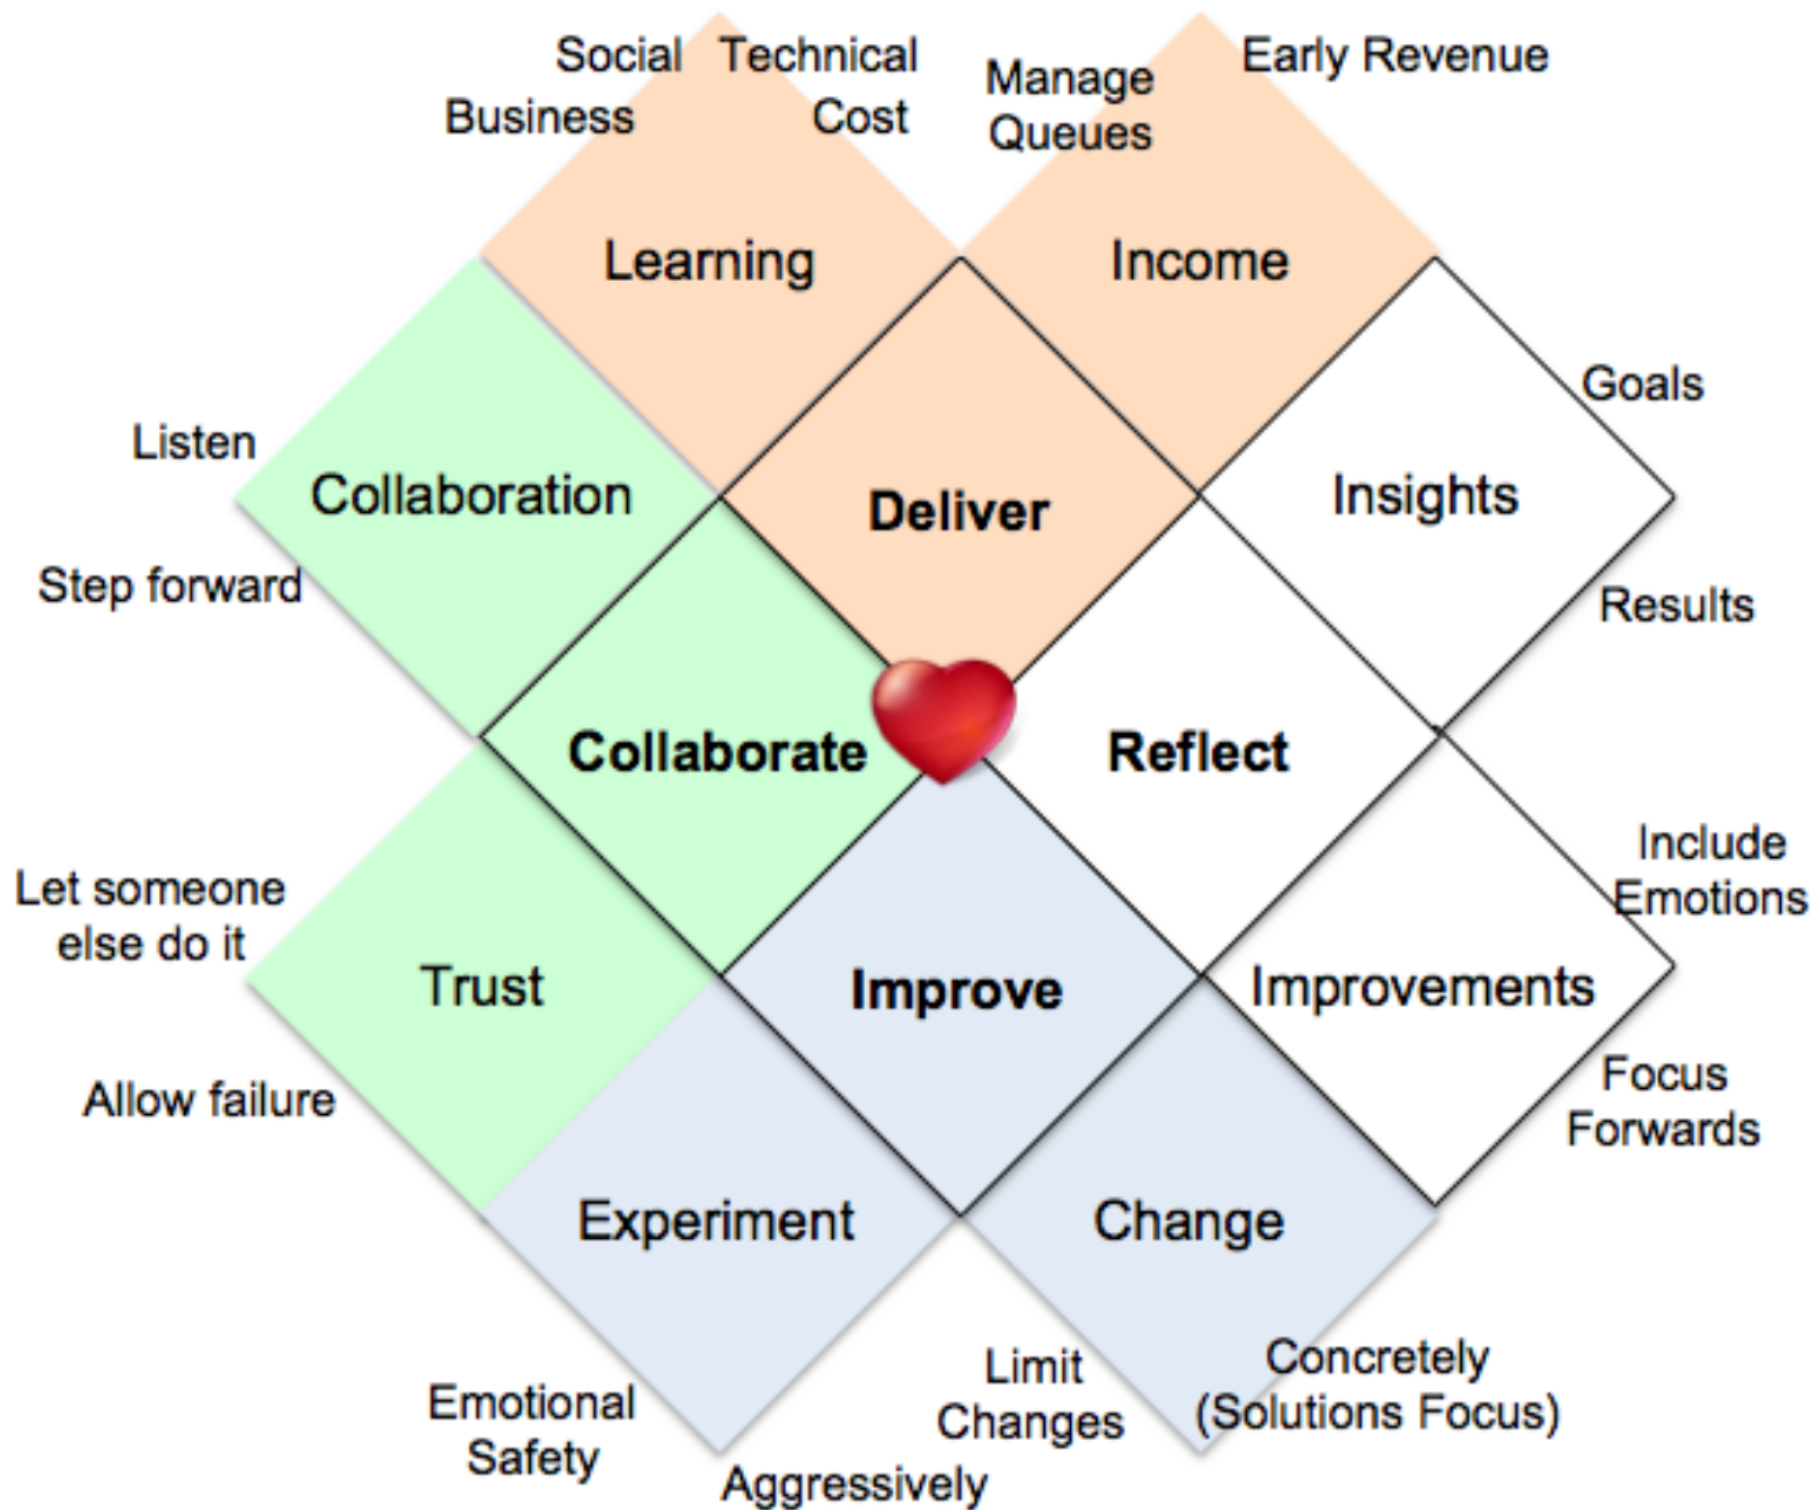 Social Technical
Business Cost
Manage
Queues
Early Revenue
Learning
Income
Goals
Listen
Collaboration
Deliver
Insights
Step forward
Results
Collaborate
Reflect
Include
Emotions
Let someone
else do it
Trust
Improve
Improvements
Allow failure
Focus
Forwards
Experiment
Change
Emotional
Safety
Aggressively
Limit
Changes
Concretely
(Solutions Focus)